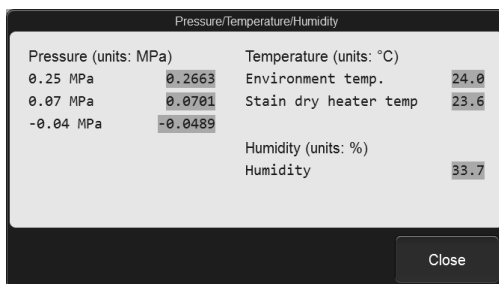 Pressure/Temperature/Humidity
Pressure (units: MPa)
0.25 MPa 0.2663
0.07 MPa 0.0701
-0.04 MPa -0.0489
Temperature (units: °C)
Environment temp. 24.0
Stain dry heater temp 23.6
Humidity (units: %)
Humidity 33.7
Close